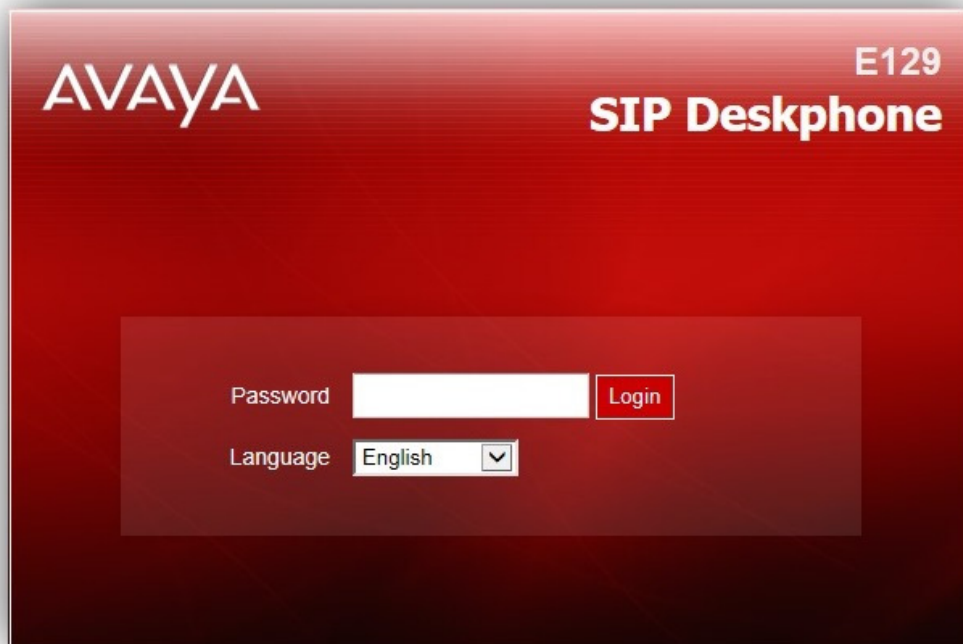 AVAYA
E129
SIP Deskphone
Password
Login
Language
English